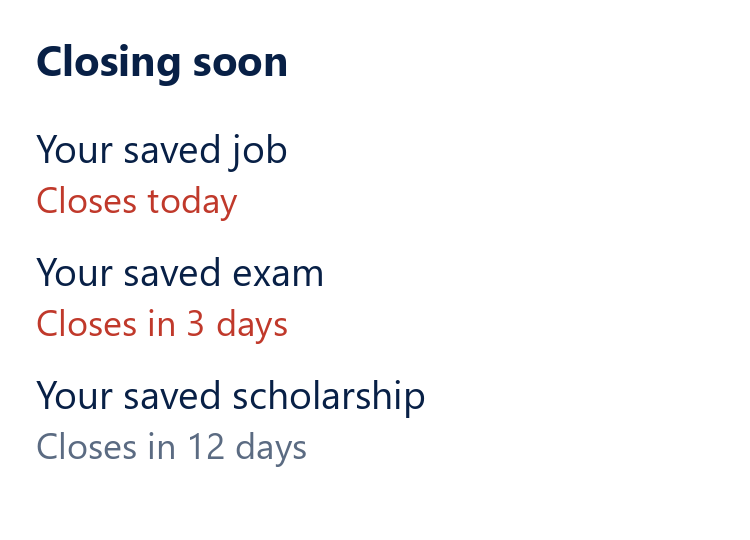 Closing soon
Your saved job
Closes today
Your saved exam
Closes in 3 days
Your saved scholarship
Closes in 12 days